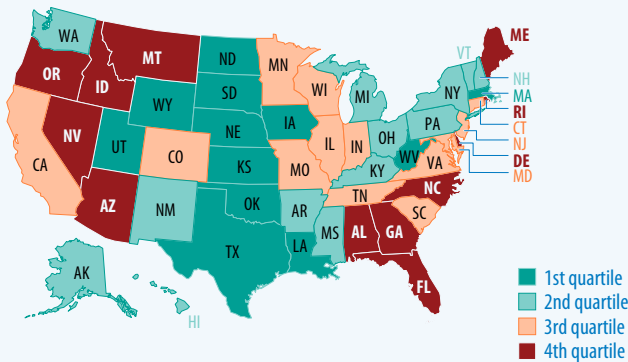 WA
VT
ME
MT
ND
OR
MN
NH
ID
SD
WI
NY
MA
MI
RI
WY
CT
PA
IA
NJ
NE
NV
OH
DE
IL
IN
UT
WV
VA
MD
CA
CO
KS
MO
KY
NC
TN
OK
AZ
NM
AR
SC
MS
AL
GA
LA
TX
AK
FL
HI
1st quartile
2nd quartile
3rd quartile
4th quartile